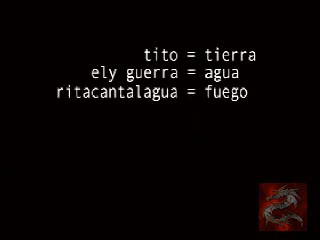 tito = tierra
ely guerra = agua
ritacantalagua = fuego